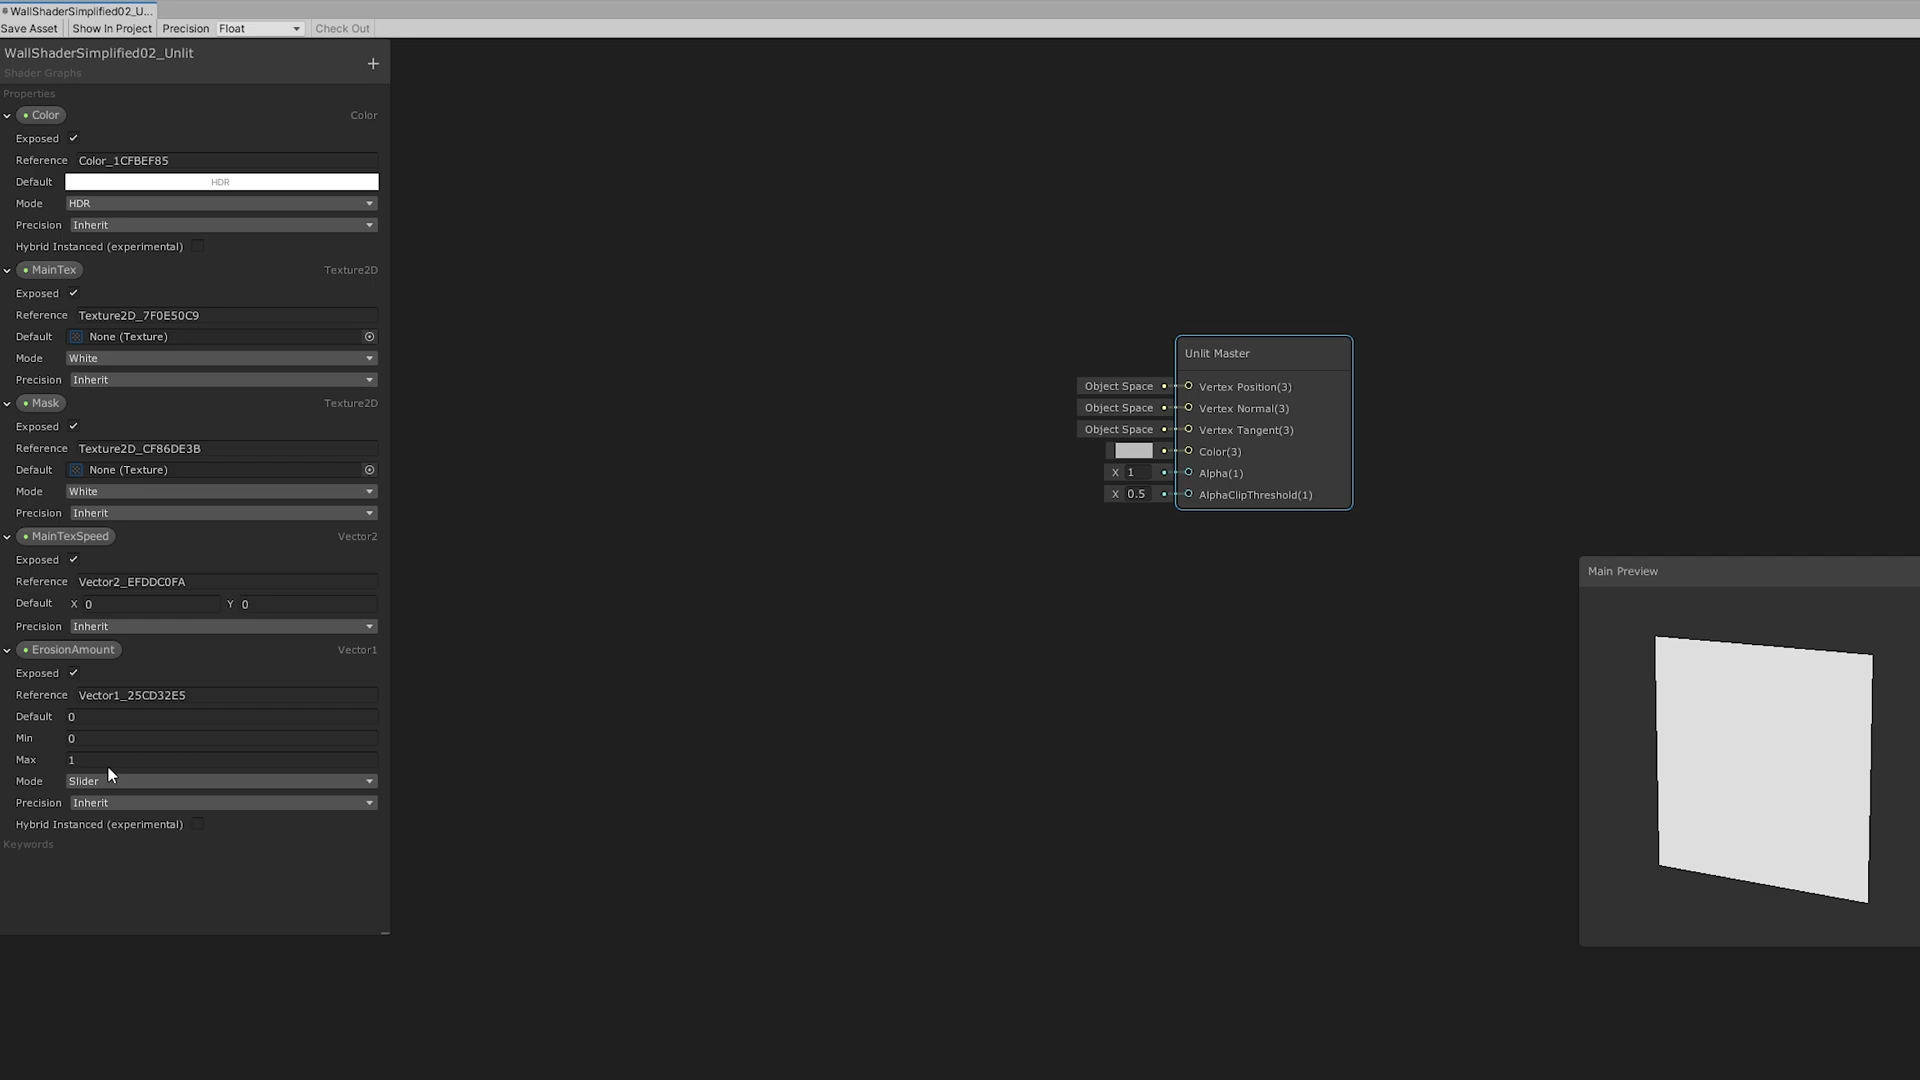 WallShaderSimplified02_U...
Save Asset Show In Project Precision Float Check Out
WallShaderSimplified02_Unlit
Shader Graphs
+
Properties
Color Color
Exposed
Reference Color_1CFBEF85
Default HDR
Mode HDR
Precision Inherit
Hybrid Instanced (experimental)
MainTex Texture2D
Exposed
Reference Texture2D_7F0E50C9
Default None (Texture)
Mode White
Precision Inherit
Mask Texture2D
Exposed
Reference Texture2D_CF86DE3B
Default None (Texture)
Mode White
Precision Inherit
MainTexSpeed Vector2
Exposed
Reference Vector2_EFDDC0FA
Default X 0 Y 0
Precision Inherit
ErosionAmount Vector1
Exposed
Reference Vector1_25CD32E5
Default 0
Min 0
Max 1
Mode Slider
Precision Inherit
Hybrid Instanced (experimental)
Keywords
Unlit Master
Object Space Vertex Position(3)
Object Space Vertex Normal(3)
Object Space Vertex Tangent(3)
Color(3)
X 1 Alpha(1)
X 0.5 AlphaClipThreshold(1)
Main Preview